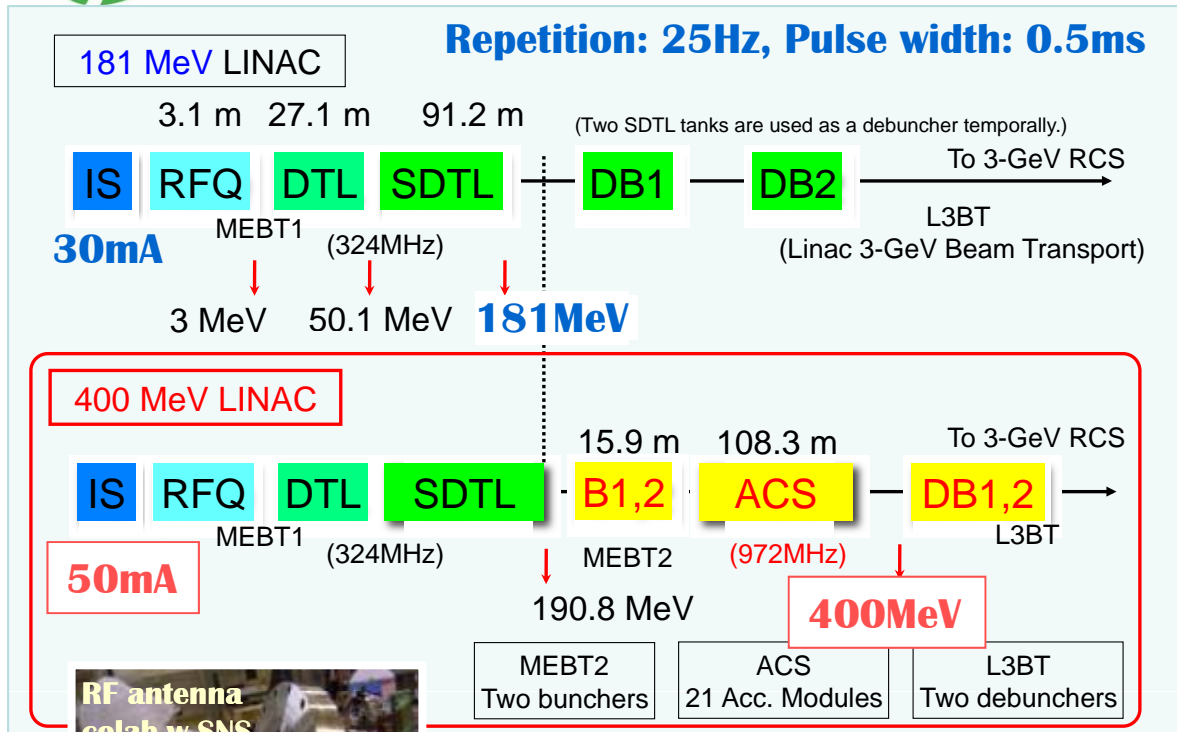 Repetition: 25Hz, Pulse width: 0.5ms
181 MeV LINAC
3.1 m 27.1 m 91.2 m
(Two SDTL tanks are used as a debuncher temporally.)
To 3-GeV RCS
IS RFQ DTL SDTL DB1 DB2
MEBT1
(324MHz)
30mA
L3BT
(Linac 3-GeV Beam Transport)
3 MeV 50.1 MeV 181MeV
400 MeV LINAC
15.9 m 108.3 m
To 3-GeV RCS
IS RFQ DTL SDTL B1,2 ACS DB1,2
MEBT1
(324MHz)
MEBT2
(972MHz)
L3BT
50mA
190.8 MeV
400MeV
MEBT2
Two bunchers
ACS
21 Acc. Modules
L3BT
Two debunchers
RF antenna
colab w SNS